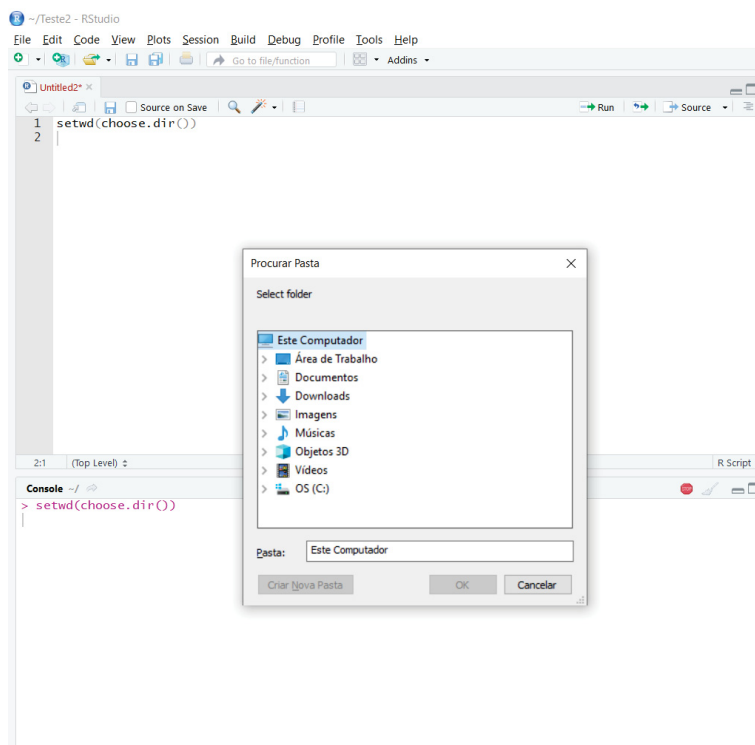 ~/Teste2 - RStudio
File Edit Code View Plots Session Build Debug Profile Tools Help
Go to file/function Addins
Untitled2*
Source on Save Run Source
1 setwd(choose.dir())
2
Procurar Pasta
Select folder
Este Computador
Área de Trabalho
Documentos
Downloads
Imagens
Músicas
Objetos 3D
Vídeos
OS (C:)
Pasta: Este Computador
Criar Nova Pasta OK Cancelar
2:1 (Top Level) R Script
Console ~/
> setwd(choose.dir())